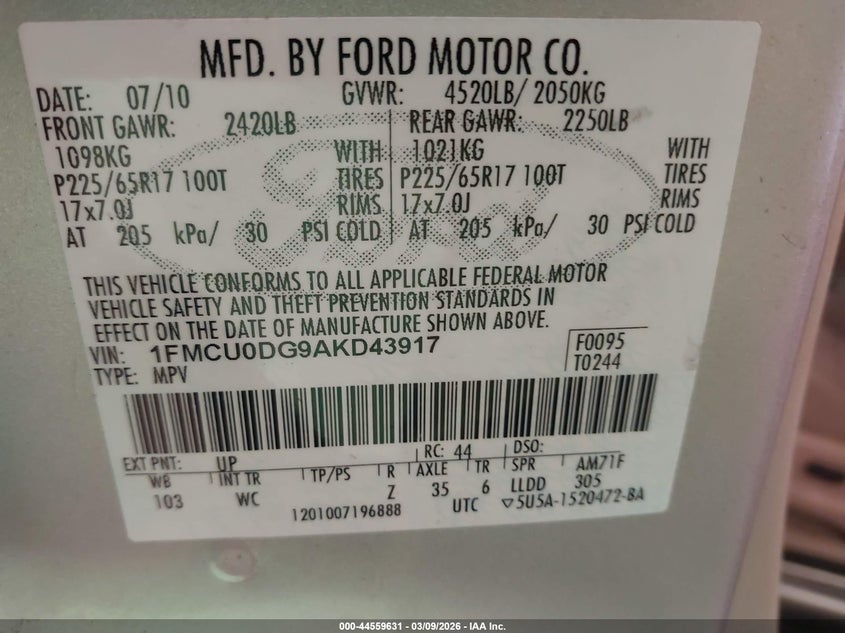 MFD. BY FORD MOTOR CO.
DATE: 07/10 GVWR: 4520LB/ 2050KG
FRONT GAWR: 2420LB REAR GAWR: 2250LB
1098KG WITH 1021KG WITH
P225/65R17 100T TIRES P225/65R17 100T TIRES
17x7.0J RIMS 17x7.0J RIMS
AT 205 kPa/ 30 PSI COLD AT 205 kPa/ 30 PSI COLD
THIS VEHICLE CONFORMS TO ALL APPLICABLE FEDERAL MOTOR
VEHICLE SAFETY AND THEFT PREVENTION STANDARDS IN
EFFECT ON THE DATE OF MANUFACTURE SHOWN ABOVE.
VIN: 1FMCU0DG9AKD43917 F0095
TYPE: MPV T0244
EXT PNT: UP RC: 44 DSO:
WB INT TR TP/PS R AXLE TR SPR AM71F
103 WC Z 35 6 LLDD 305
1201007196888 UTC ▽5U5A-1520472-BA
000-44559631 - 03/09/2026 - IAA Inc.